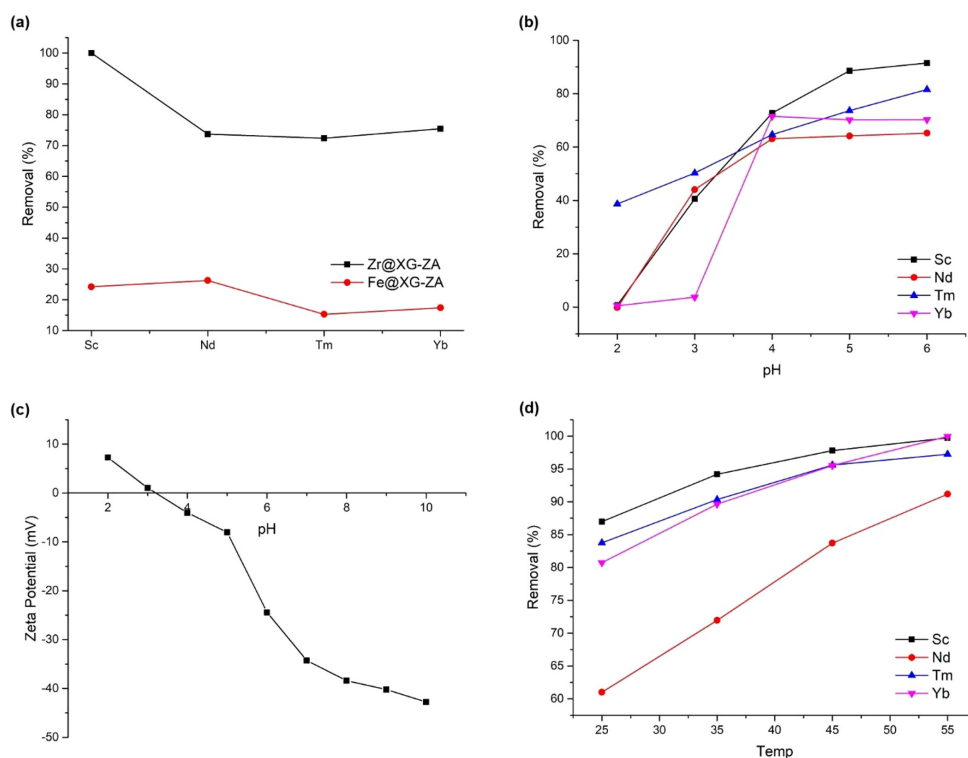 (a)
Removal (%)
100
90
80
70
60
50
40
30
20
10
Sc
Nd
Tm
Yb
Zr@XG-ZA
Fe@XG-ZA
(b)
Removal (%)
100
80
60
40
20
0
2
3
4
5
6
pH
Sc
Nd
Tm
Yb
(c)
Zeta Potential (mV)
10
0
-10
-20
-30
-40
-50
2
4
6
8
10
pH
(d)
Removal (%)
100
95
90
85
80
75
70
65
60
25
30
35
40
45
50
55
Temp
Sc
Nd
Tm
Yb